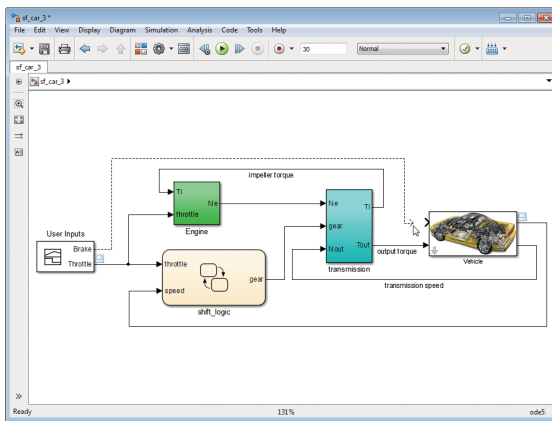 sf_car_3 *
File Edit View Display Diagram Simulation Analysis Code Tools Help
30 Normal
sf_car_3
sf_car_3
impeller torque
Ti
Ne
throttle
Engine
Ne
Ti
gear
Nout
Tout
transmission
output torque
Vehicle
transmission speed
User Inputs
Brake
Throttle
throttle
gear
speed
shift_logic
Ready 131% ode5